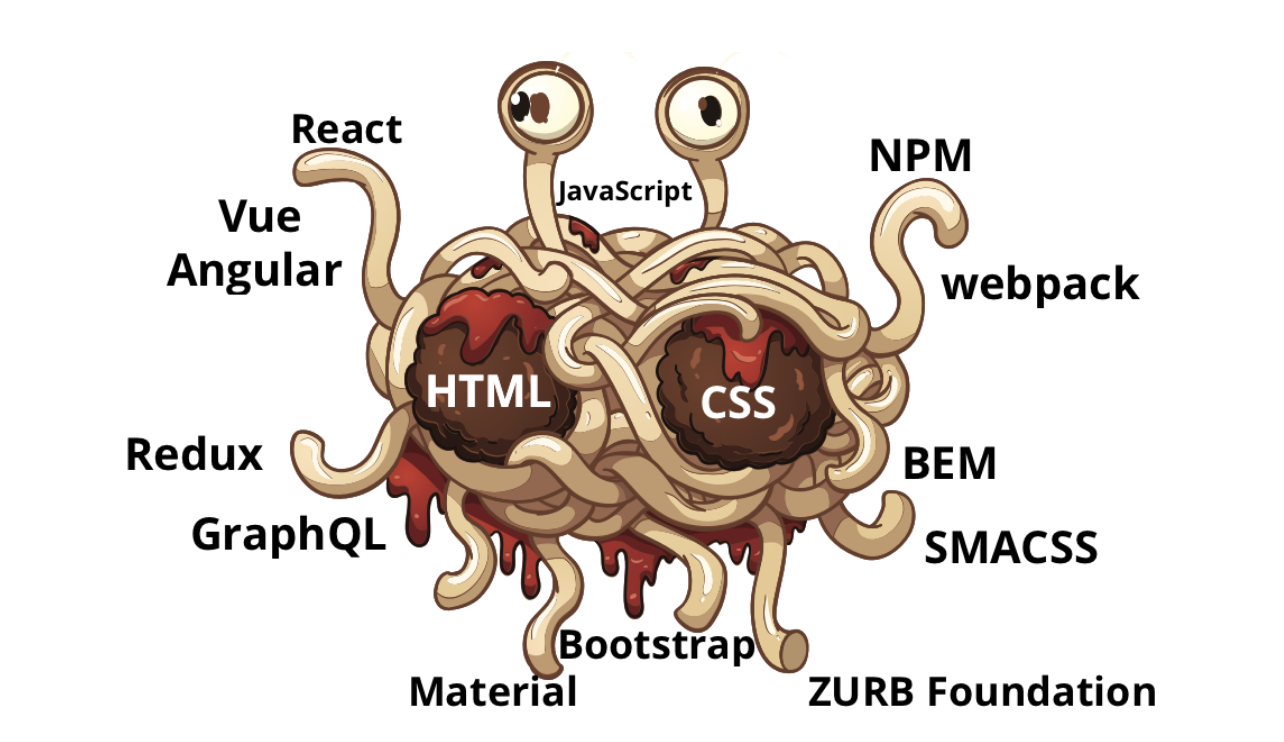 React
NPM
JavaScript
Vue
Angular
webpack
HTML
CSS
Redux
BEM
GraphQL
SMACSS
Bootstrap
Material
ZURB Foundation